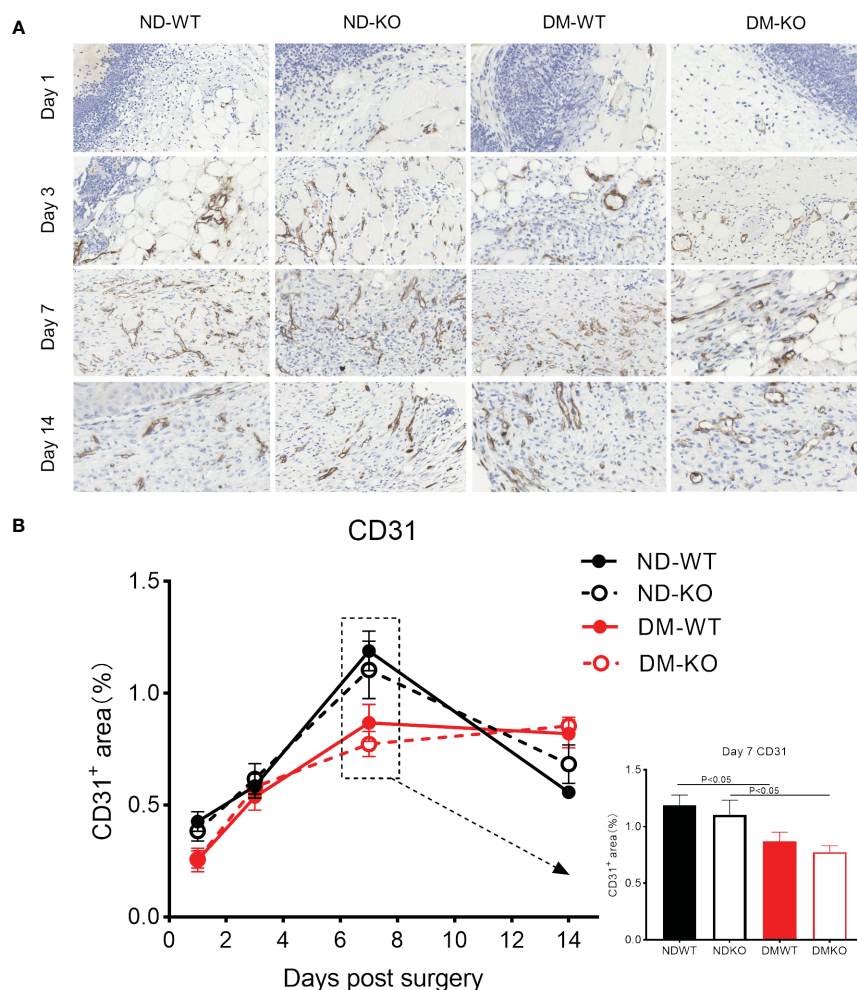 A
ND-WT
ND-KO
DM-WT
DM-KO
Day 1
Day 3
Day 7
Day 14
B
CD31
ND-WT
ND-KO
DM-WT
DM-KO
CD31⁺ area(%)
1.5
1.0
0.5
0.0
0
2
4
6
8
10
12
14
Days post surgery
Day 7 CD31
P<0.05
P<0.05
CD31⁺ area(%)
1.5
1.0
0.5
0.0
NDWT
NDKO
DMWT
DMKO